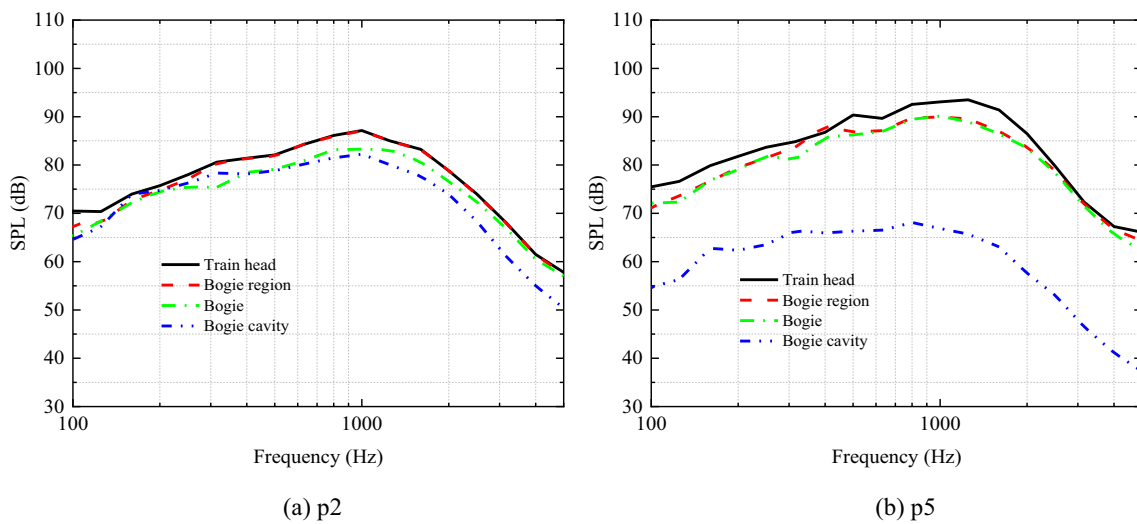 110
100
90
80
70
60
50
40
30
SPL (dB)
Train head
Bogie region
Bogie
Bogie cavity
100
1000
Frequency (Hz)
(a) p2
110
100
90
80
70
60
50
40
30
SPL (dB)
Train head
Bogie region
Bogie
Bogie cavity
100
1000
Frequency (Hz)
(b) p5